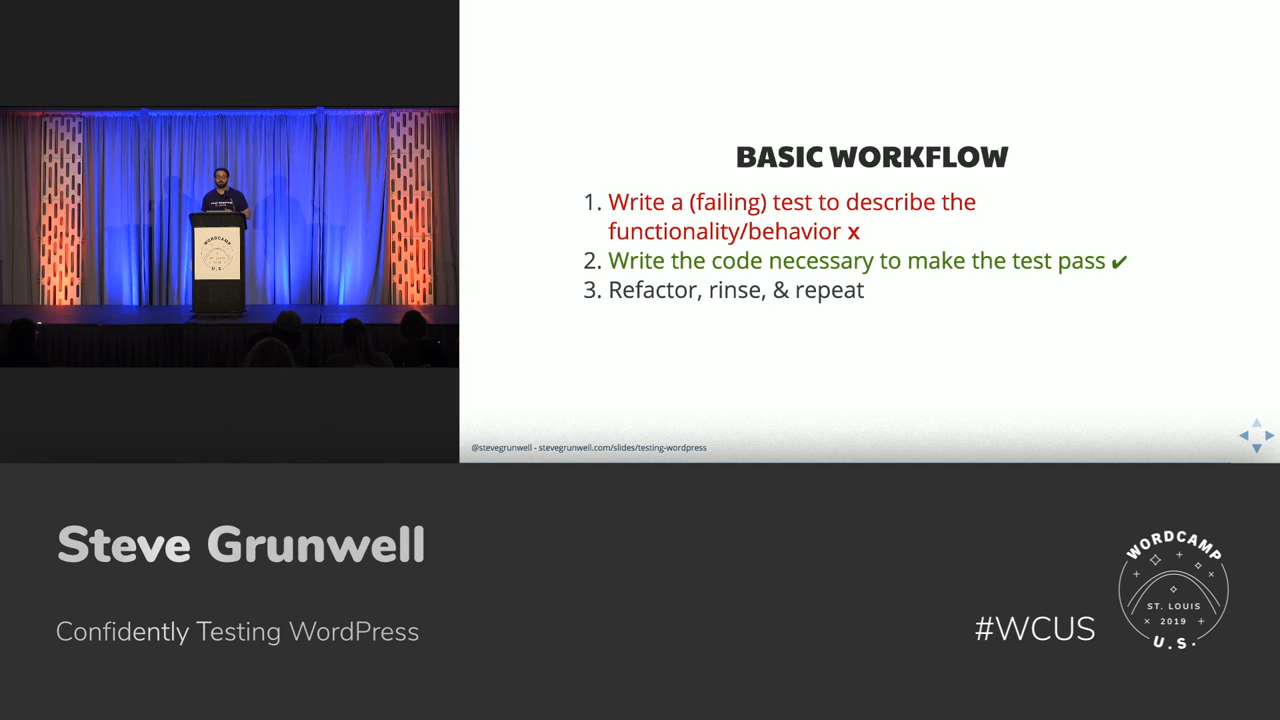 BASIC WORKFLOW
1. Write a (failing) test to describe the
functionality/behavior x
2. Write the code necessary to make the test pass ✔
3. Refactor, rinse, & repeat
@stevegrunwell - stevegrunwell.com/slides/testing-wordpress
WORDCAMP
U.S.
Steve Grunwell
Confidently Testing WordPress
#WCUS
WORDCAMP
ST. LOUIS
2019
U.S.